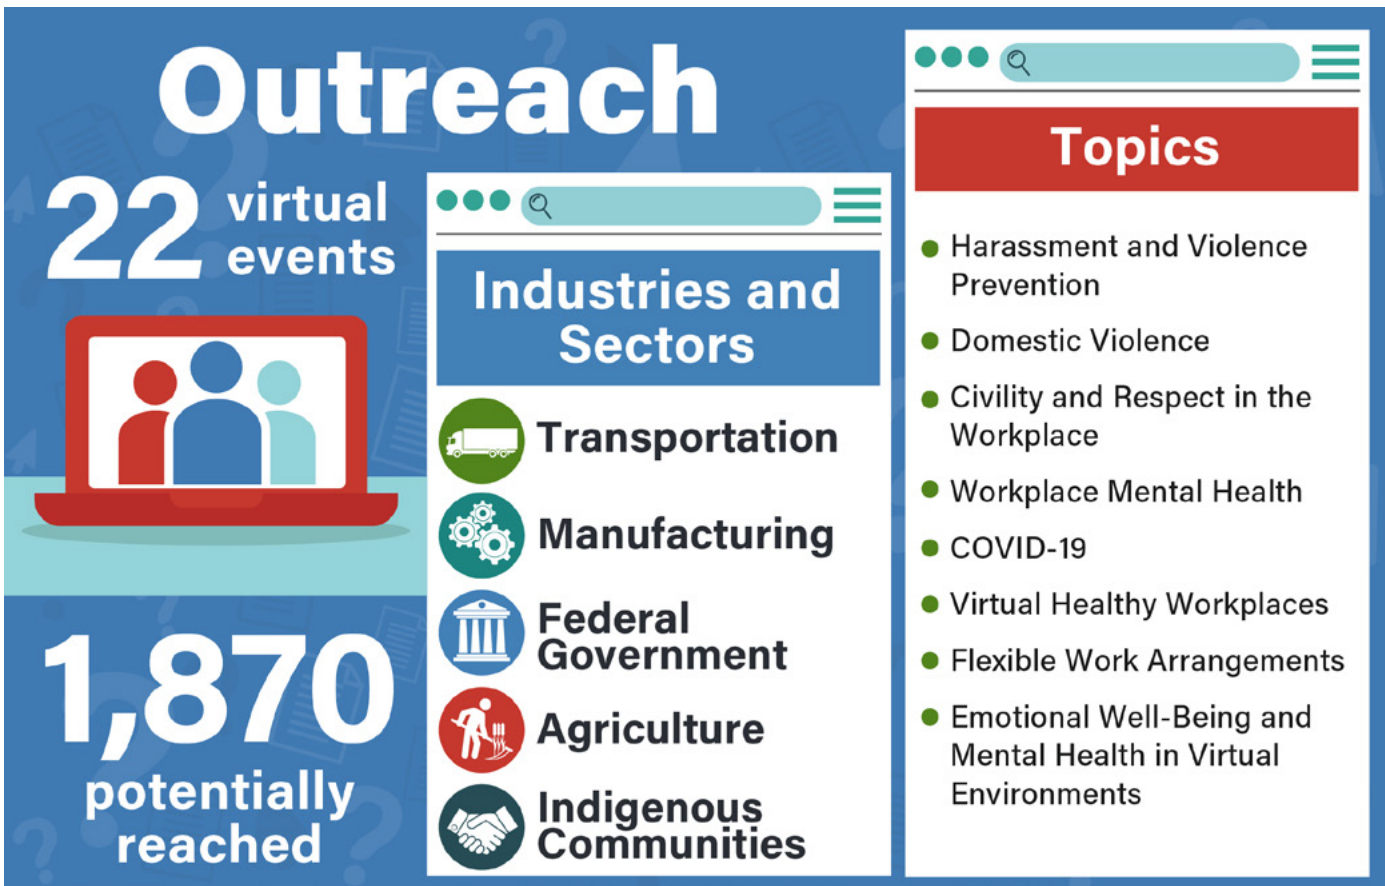 Outreach
22 virtual
events
1,870
potentially
reached
Industries and
Sectors
Transportation
Manufacturing
Federal
Government
Agriculture
Indigenous
Communities
Topics
Harassment and Violence
Prevention
Domestic Violence
Civility and Respect in the
Workplace
Workplace Mental Health
COVID-19
Virtual Healthy Workplaces
Flexible Work Arrangements
Emotional Well-Being and
Mental Health in Virtual
Environments